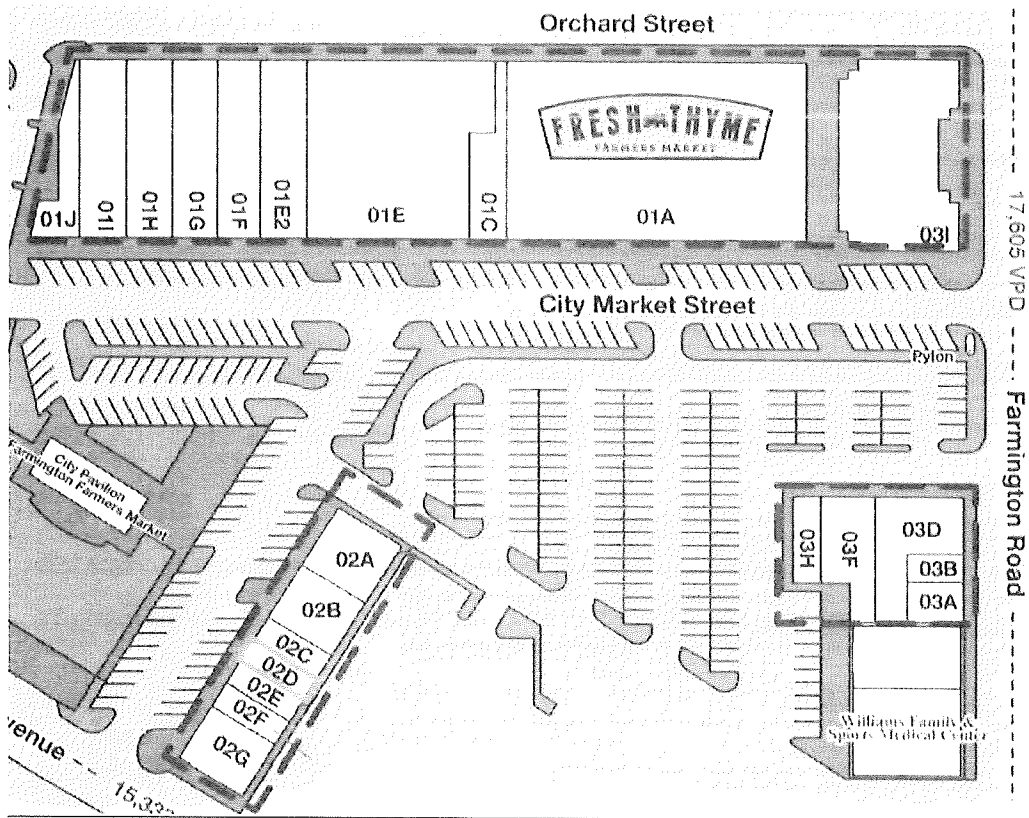 Orchard Street
FRESH THYME
FARMERS MARKET
01J
01I
01H
01G
01F
01E2
01E
01C
01A
03I
17,605 VPD
Farmington Road
City Market Street
Pylon
City Pavilion
Farmington Farmers Market
02A
02B
02C
02D
02E
02F
02G
03H
03F
03D
03B
03A
Williams Family &
Sports Medical Center
venue